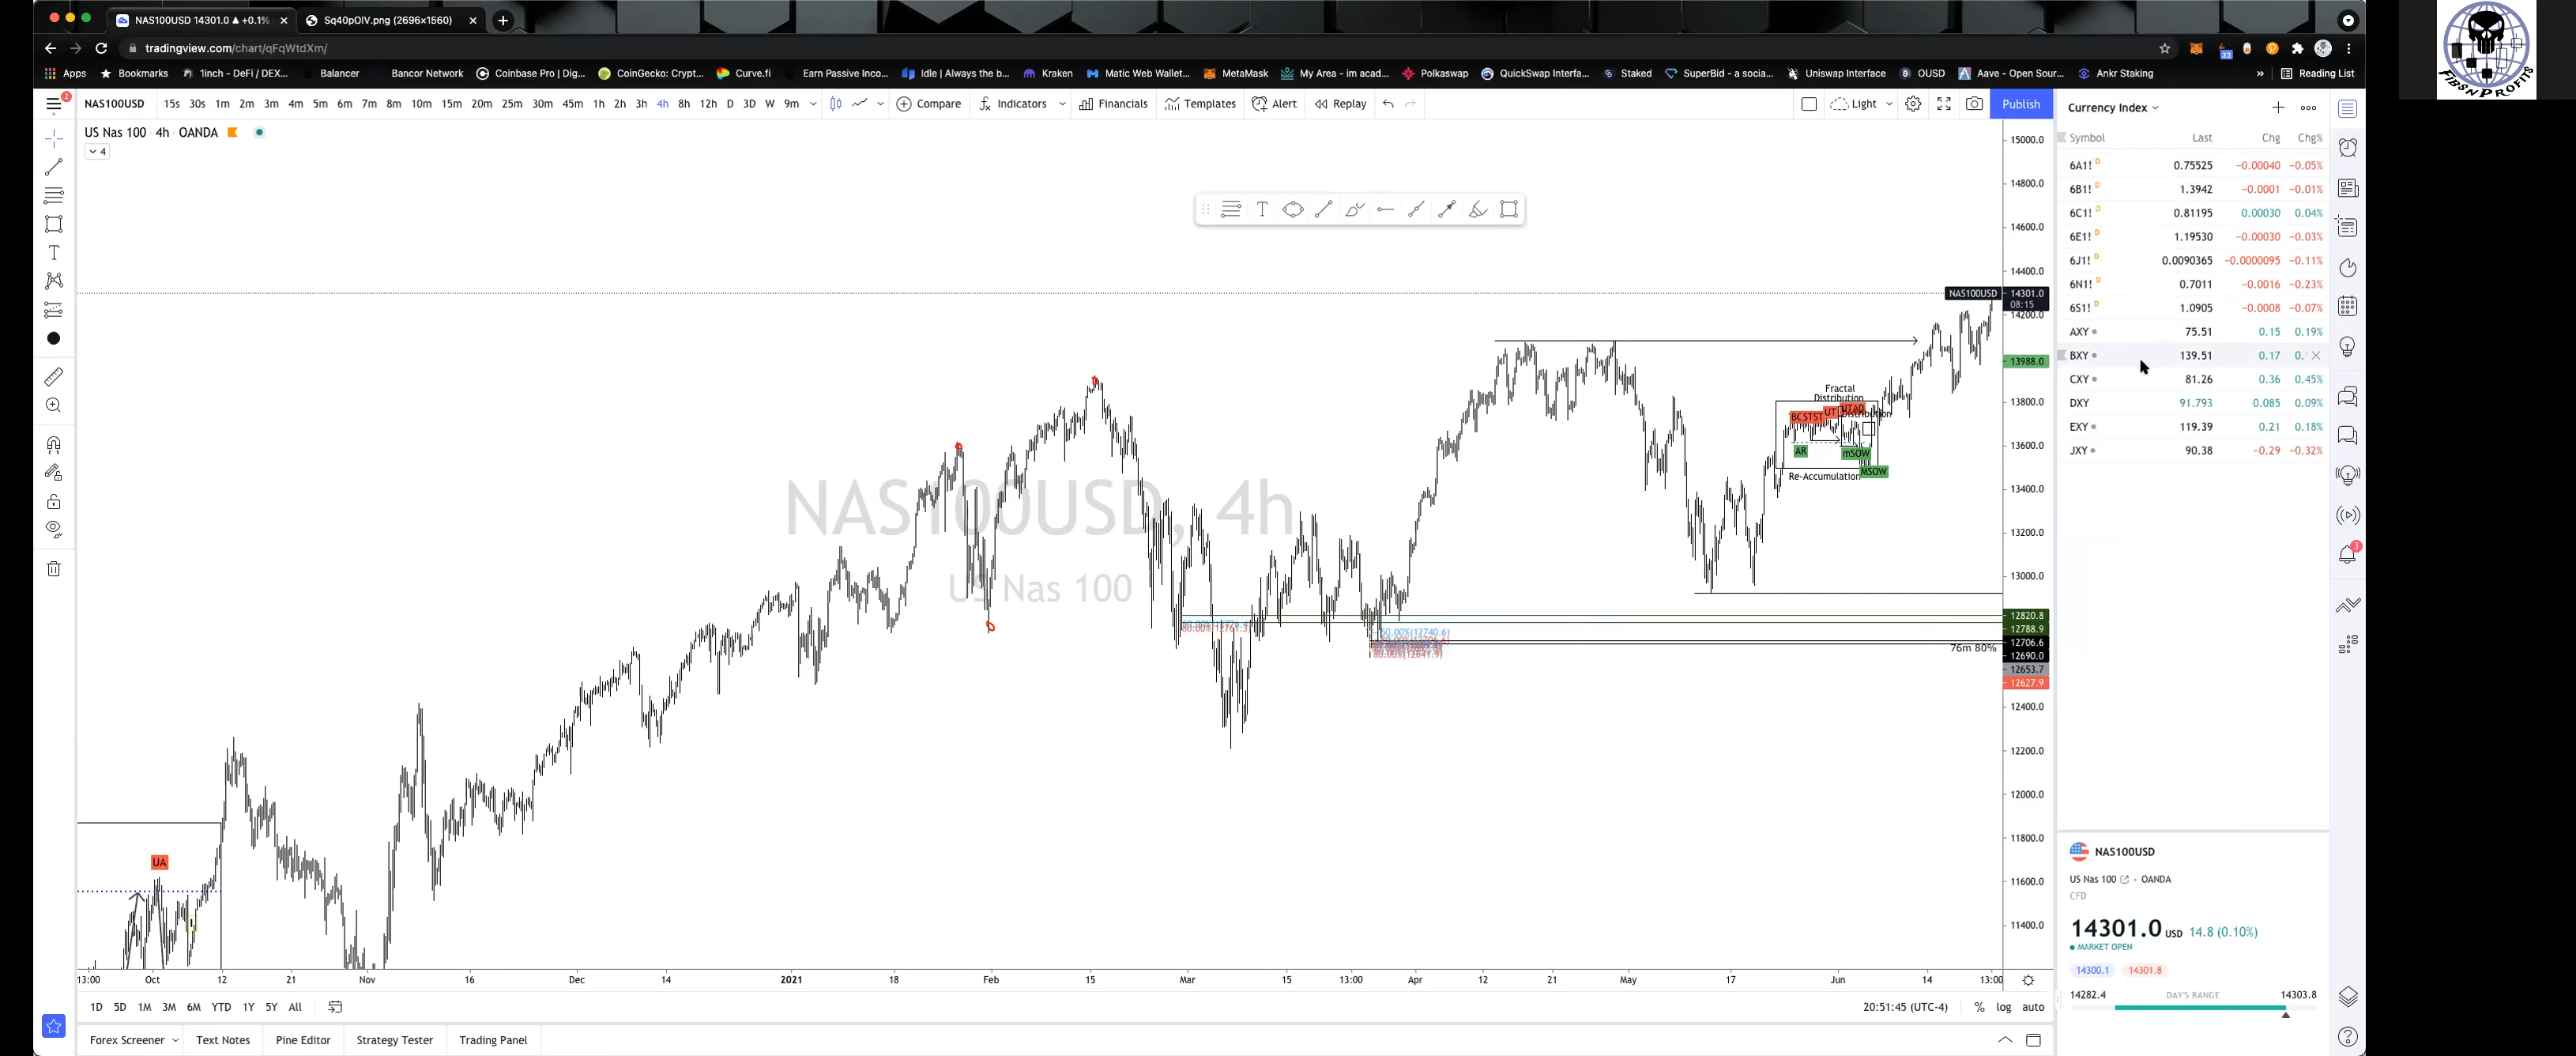 NAS100USD 14301.0 ▲ +0.1%
Sq40pOIV.png (2696×1560)
tradingview.com/chart/qFqWtdXm/
Apps Bookmarks 1inch - DeFi / DEX... Balancer Bancor Network Coinbase Pro | Dig... CoinGecko: Crypt... Curve.fi Earn Passive Inco... Idle | Always the b... Kraken Matic Web Wallet... MetaMask My Area - im acad... Polkaswap QuickSwap Interfa... Staked SuperBid - a socia... Uniswap Interface OUSD Aave - Open Sour... Ankr Staking » Reading List
33
FIBSNPROFITS
2
NAS100USD 15s 30s 1m 2m 3m 4m 5m 6m 7m 8m 10m 15m 20m 25m 30m 45m 1h 2h 3h 4h 8h 12h D 3D W 9m Compare Indicators Financials Templates Alert Replay Light Publish
US Nas 100 4h OANDA
4
NAS100USD, 4h
US Nas 100
Fractal
Distribution
BC ST ST UT UTAD
Distribution
AR
mSOW
MSOW
Re-Accumulation
76m 80%
UA
15000.0
14800.0
14600.0
14400.0
NAS100USD 14301.0
08:15
14200.0
13988.0
13800.0
13600.0
13400.0
13200.0
13000.0
12820.8
12788.9
12706.6
12690.0
12653.7
12627.9
12400.0
12200.0
12000.0
11800.0
11600.0
11400.0
13:00 Oct 12 21 Nov 16 Dec 14 2021 18 Feb 15 Mar 15 13:00 Apr 12 21 May 17 Jun 14 13:00
1D 5D 1M 3M 6M YTD 1Y 5Y All
20:51:45 (UTC-4) % log auto
Forex Screener Text Notes Pine Editor Strategy Tester Trading Panel
Currency Index
Symbol Last Chg Chg%
6A1! D 0.75525 −0.00040 −0.05%
6B1! D 1.3942 −0.0001 −0.01%
6C1! D 0.81195 0.00030 0.04%
6E1! D 1.19530 −0.00030 −0.03%
6J1! D 0.0090365 −0.0000095 −0.11%
6N1! D 0.7011 −0.0016 −0.23%
6S1! D 1.0905 −0.0008 −0.07%
AXY 75.51 0.15 0.19%
BXY 139.51 0.17 0.
CXY 81.26 0.36 0.45%
DXY 91.793 0.085 0.09%
EXY 119.39 0.21 0.18%
JXY 90.38 −0.29 −0.32%
3
NAS100USD
US Nas 100 - OANDA
CFD
14301.0 USD 14.8 (0.10%)
MARKET OPEN
14300.1 14301.8
14282.4 DAY'S RANGE 14303.8